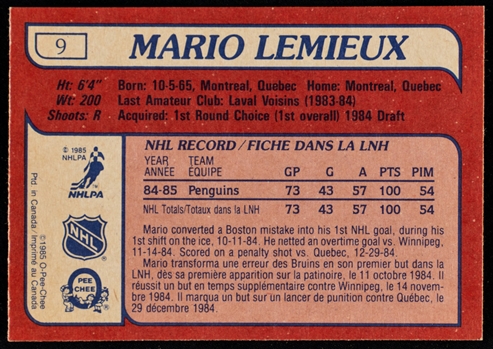 9
MARIO LEMIEUX
Ht: 6'4" Born: 10-5-65, Montreal, Quebec Home: Montreal, Quebec
Wt: 200 Last Amateur Club: Laval Voisins (1983-84)
Shoots: R Acquired: 1st Round Choice (1st overall) 1984 Draft
© 1985
NHLPA
NHLPA
NHL
O-PEE-CHEE
©1985 O-Pee-Chee
Ptd. in Canada/Imprimé au Canada
NHL RECORD/FICHE DANS LA LNH
YEAR TEAM
ANNÉE ÉQUIPE GP G A PTS PIM
84-85 Penguins 73 43 57 100 54
NHL Totals/Totaux dans la LNH 73 43 57 100 54
Mario converted a Boston mistake into his 1st NHL goal, during his
1st shift on the ice, 10-11-84. He netted an overtime goal vs. Winnipeg,
11-14-84. Scored on a penalty shot vs. Quebec, 12-29-84.
Mario transforma une erreur des Bruins en son premier but dans la
LNH, dès sa première apparition sur la patinoire, le 11 octobre 1984. Il
réussit un but en temps supplémentaire contre Winnipeg, le 14 novem-
bre 1984. Il marqua un but sur un lancer de punition contre Québec, le
29 décembre 1984.